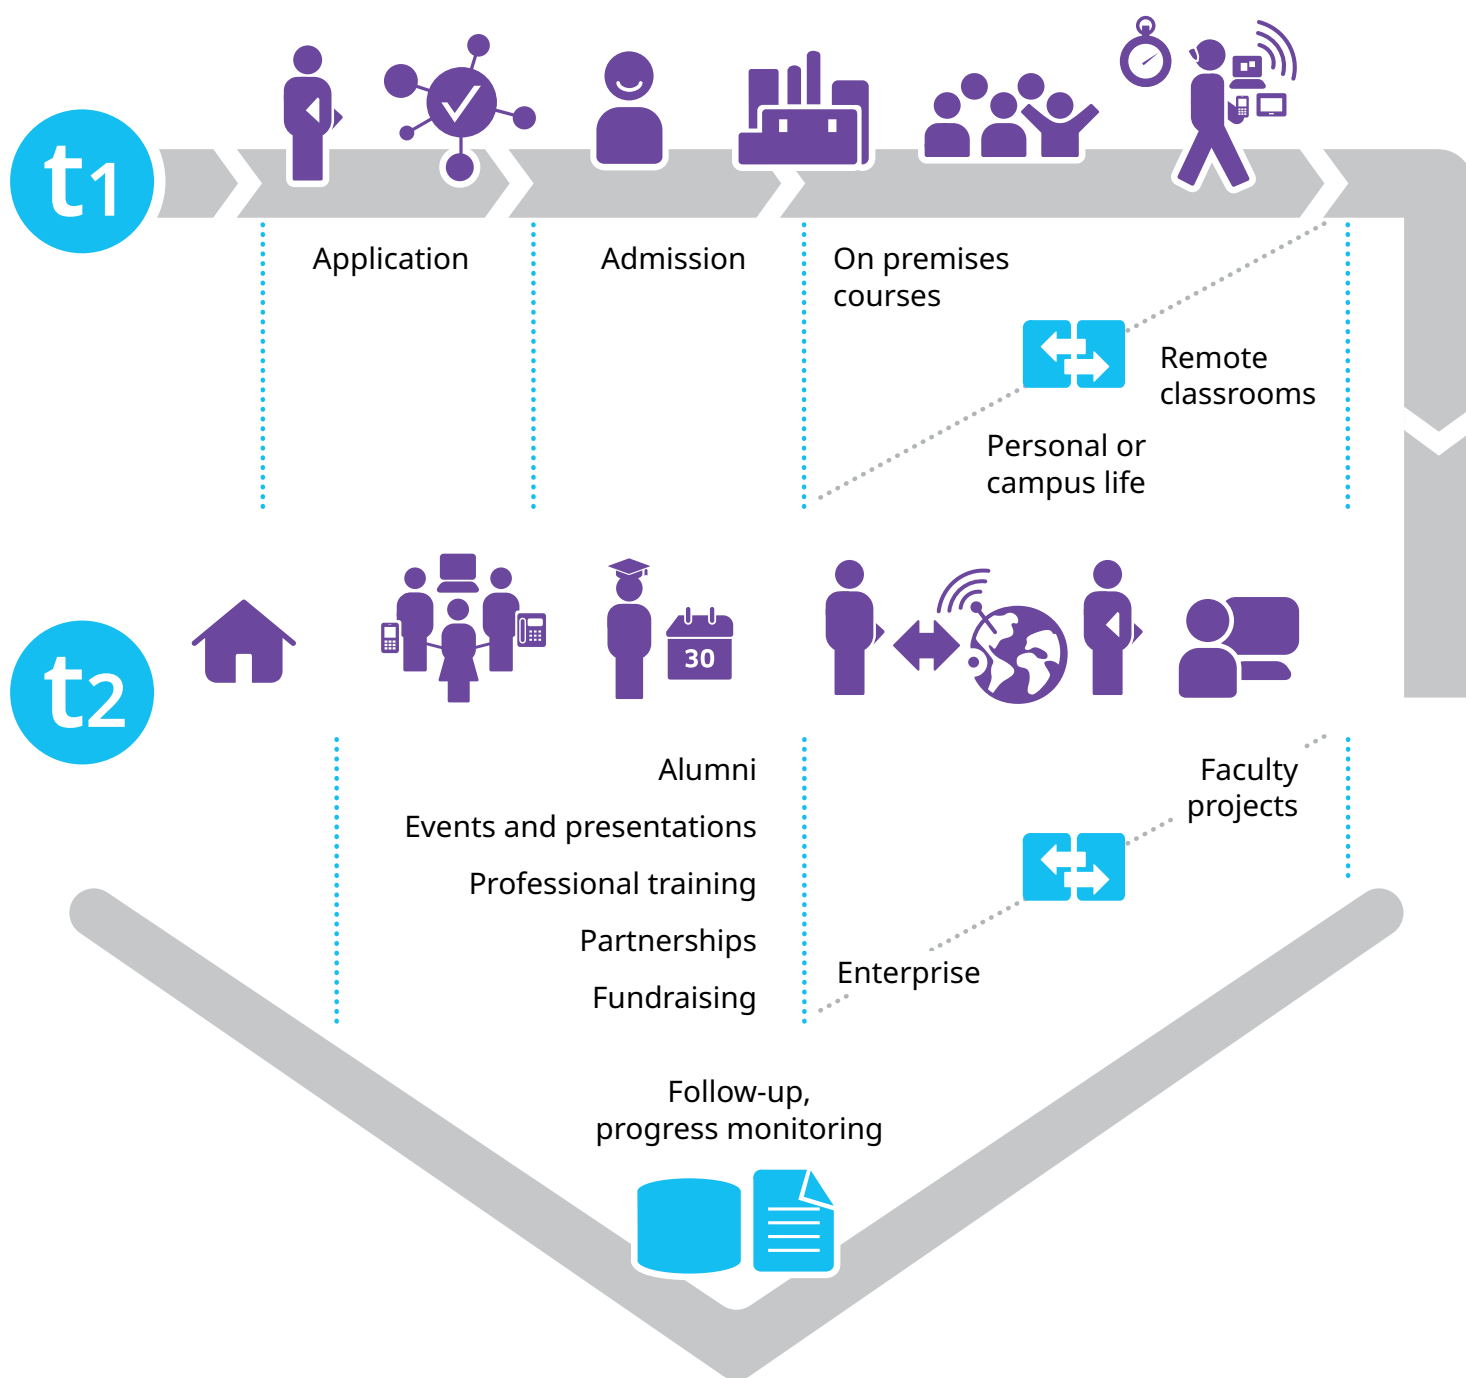 t1
Application
Admission
On premises
courses
Remote
classrooms
Personal or
campus life
t2
30
Alumni
Events and presentations
Professional training
Partnerships
Fundraising
Faculty
projects
Enterprise
Follow-up,
progress monitoring